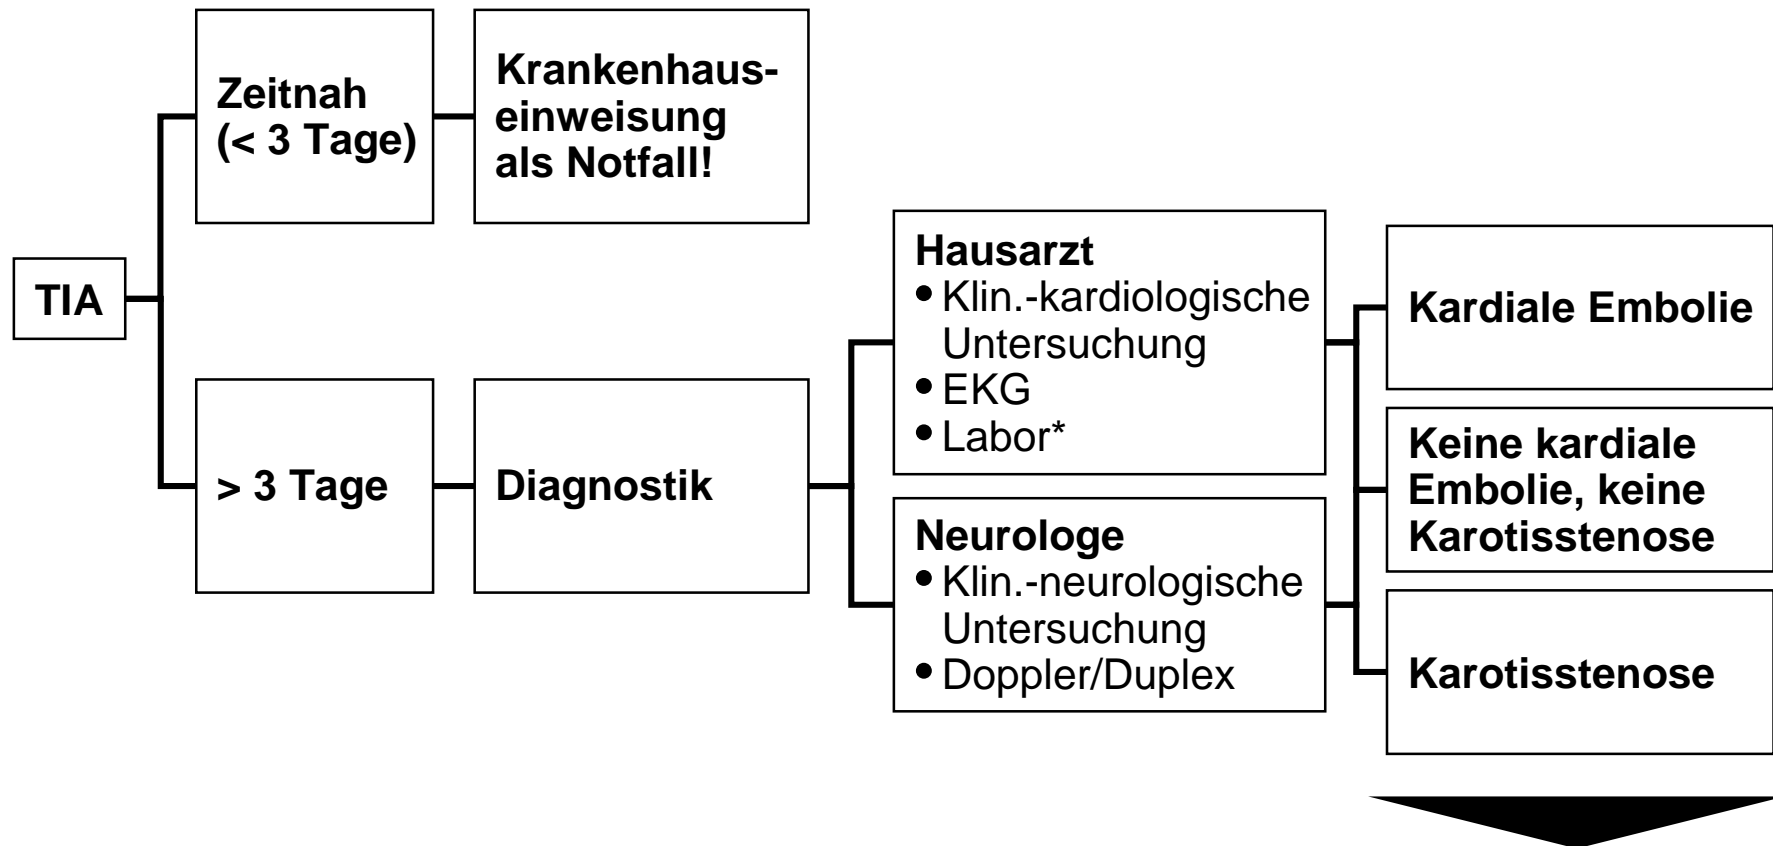 TIA
Zeitnah
(< 3 Tage)
Krankenhaus-
einweisung
als Notfall!
> 3 Tage
Diagnostik
Hausarzt
• Klin.-kardiologische
Untersuchung
• EKG
• Labor*
Neurologe
• Klin.-neurologische
Untersuchung
• Doppler/Duplex
Kardiale Embolie
Keine kardiale
Embolie, keine
Karotisstenose
Karotisstenose